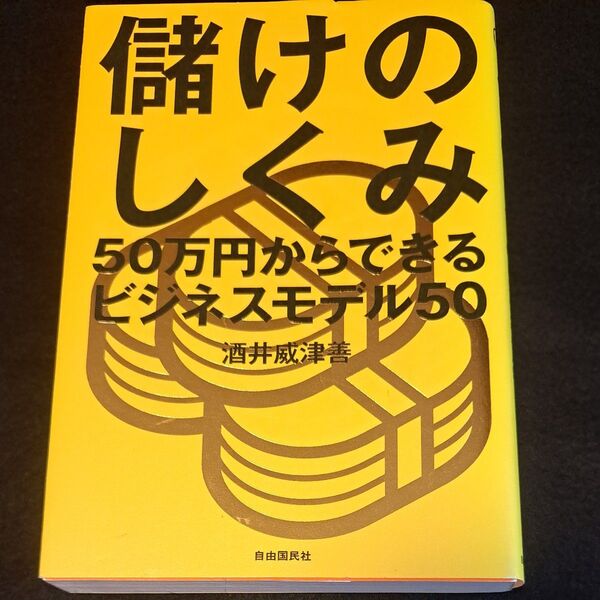 儲けの
しくみ
50万円からできる
ビジネスモデル50
酒井威津善
自由国民社